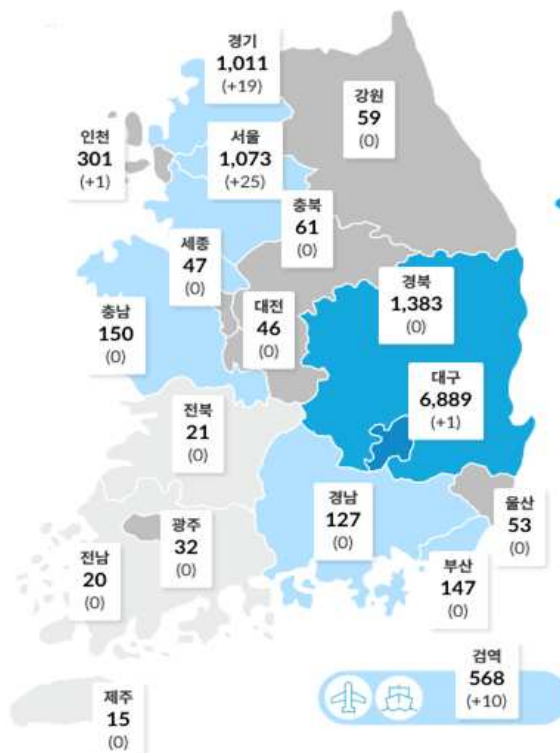 경기
1,011
(+19)
강원
59
(0)
인천
301
(+1)
서울
1,073
(+25)
충북
61
(0)
세종
47
(0)
경북
1,383
(0)
충남
150
(0)
대전
46
(0)
대구
6,889
(+1)
전북
21
(0)
경남
127
(0)
울산
53
(0)
광주
32
(0)
전남
20
(0)
부산
147
(0)
검역
568
(+10)
제주
15
(0)